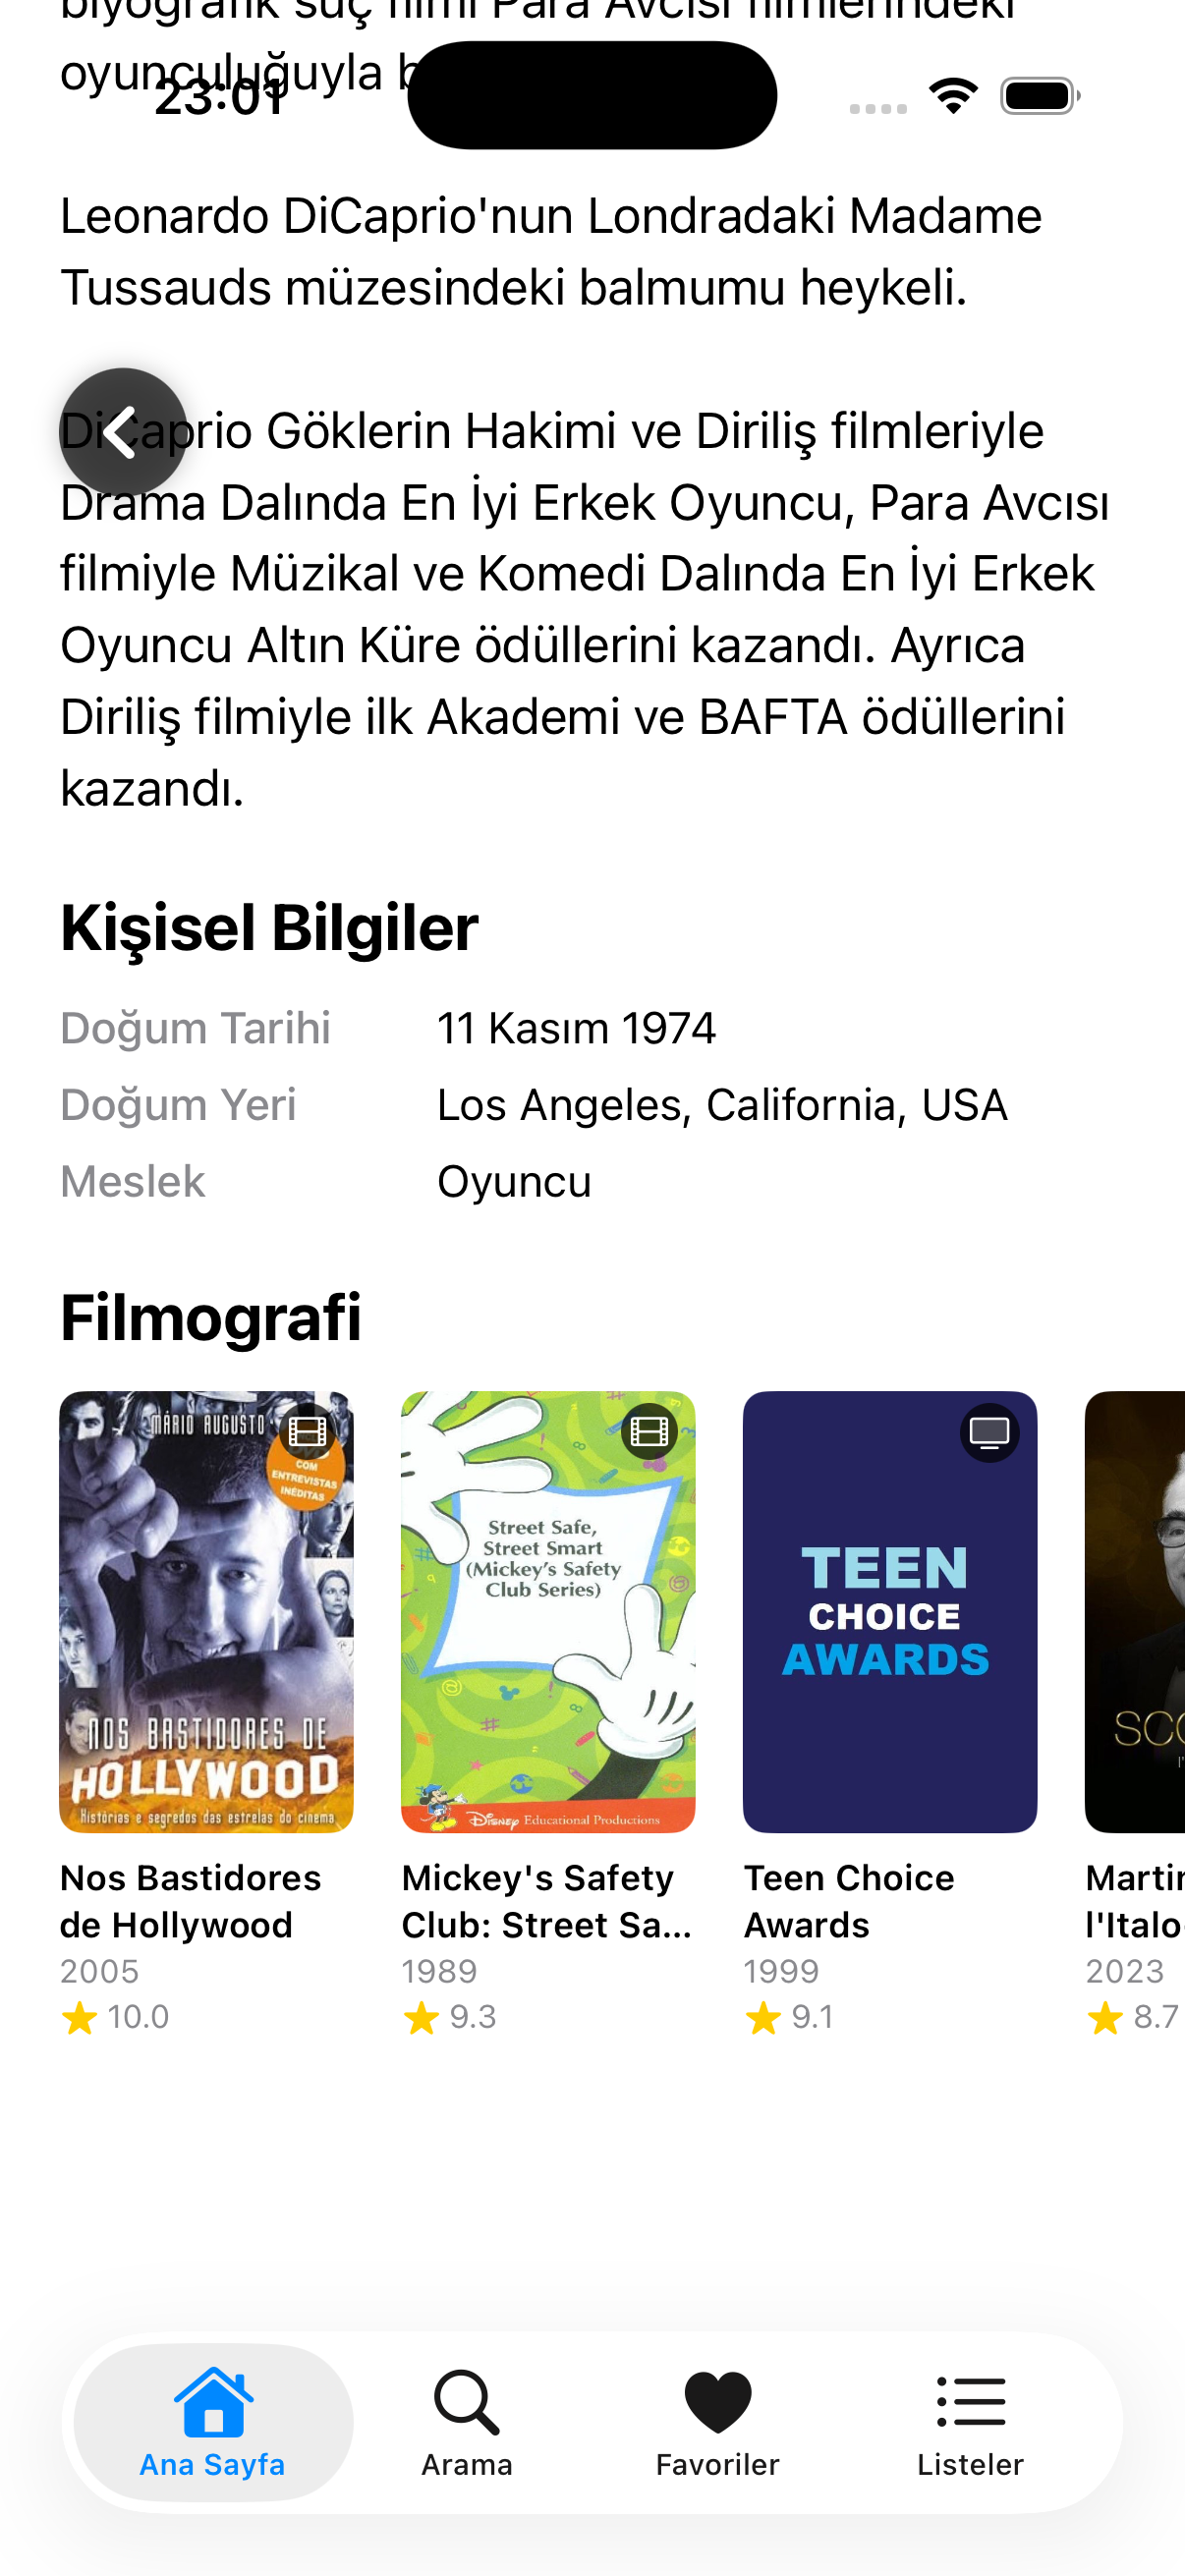 biyografik suç filmi Para Avcısı filmlerindeki
oyunculuğuyla b
23:01
Leonardo DiCaprio'nun Londradaki Madame
Tussauds müzesindeki balmumu heykeli.
DiCaprio Göklerin Hakimi ve Diriliş filmleriyle
Drama Dalında En İyi Erkek Oyuncu, Para Avcısı
filmiyle Müzikal ve Komedi Dalında En İyi Erkek
Oyuncu Altın Küre ödüllerini kazandı. Ayrıca
Diriliş filmiyle ilk Akademi ve BAFTA ödüllerini
kazandı.
Kişisel Bilgiler
Doğum Tarihi 11 Kasım 1974
Doğum Yeri Los Angeles, California, USA
Meslek Oyuncu
Filmografi
MÁRIO AUGUSTO
COM
ENTREVISTAS
INÉDITAS
NOS BASTIDORES DE
HOLLYWOOD
Histórias e segredos das estrelas do cinema
Street Safe,
Street Smart
(Mickey's Safety
Club Series)
Disney Educational Productions
TEEN
CHOICE
AWARDS
SCO
l'
Nos Bastidores
de Hollywood
2005
10.0
Mickey's Safety
Club: Street Sa...
1989
9.3
Teen Choice
Awards
1999
9.1
Martin
l'Italo
2023
8.7
Ana Sayfa
Arama
Favoriler
Listeler